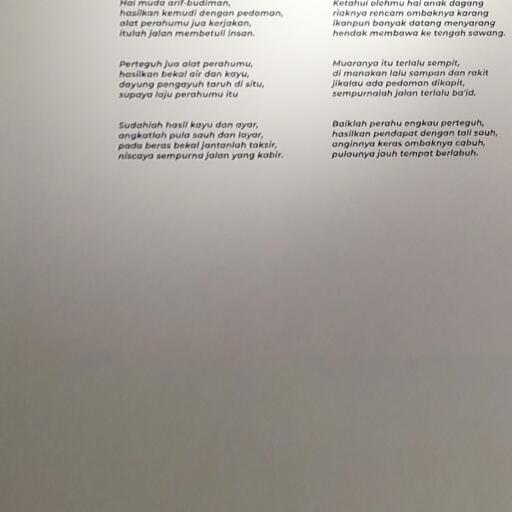 Hai muda arif-budiman,
hasilkan kemudi dengan pedoman,
alat perahumu jua kerjakan,
itulah jalan membetuli insan.
Perteguh jua alat perahumu,
hasilkan bekal air dan kayu,
dayung pengayuh taruh di situ,
supaya laju perahumu itu
Sudahlah hasil kayu dan ayar,
angkatlah pula sauh dan layar,
pada beras bekal jantanlah taksir,
niscaya sempurna jalan yang kabir.
Ketahui olehmu hai anak dagang
riaknya rencam ombaknya karang
ikanpun banyak datang menyarang
hendak membawa ke tengah sawang.
Muaranya itu terlalu sempit,
di manakan lalu sampan dan rakit
jikalau ada pedoman dikapit,
sempurnalah jalan terlalu ba'id.
Baiklah perahu engkau perteguh,
hasilkan pendapat dengan tali sauh,
anginnya keras ombaknya cabuh,
pulaunya jauh tempat berlabuh.